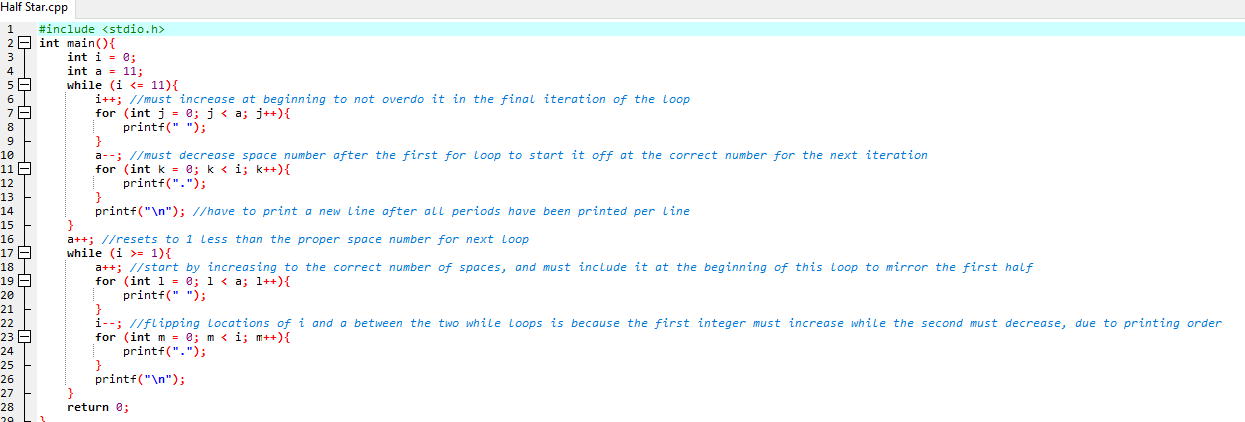 Half Star.cpp
1 #include <stdio.h>
2 int main(){
3 int i = 0;
4 int a = 11;
5 while (i <= 11){
6 i++; //must increase at beginning to not overdo it in the final iteration of the loop
7 for (int j = 0; j < a; j++){
8 printf(" ");
9 }
10 a--; //must decrease space number after the first for loop to start it off at the correct number for the next iteration
11 for (int k = 0; k < i; k++){
12 printf(".");
13 }
14 printf("\n"); //have to print a new line after all periods have been printed per line
15 }
16 a++; //resets to 1 less than the proper space number for next loop
17 while (i >= 1){
18 a++; //start by increasing to the correct number of spaces, and must include it at the beginning of this loop to mirror the first half
19 for (int l = 0; l < a; l++){
20 printf(" ");
21 }
22 i--; //flipping locations of i and a between the two while loops is because the first integer must increase while the second must decrease, due to printing order
23 for (int m = 0; m < i; m++){
24 printf(".");
25 }
26 printf("\n");
27 }
28 return 0;
29 }